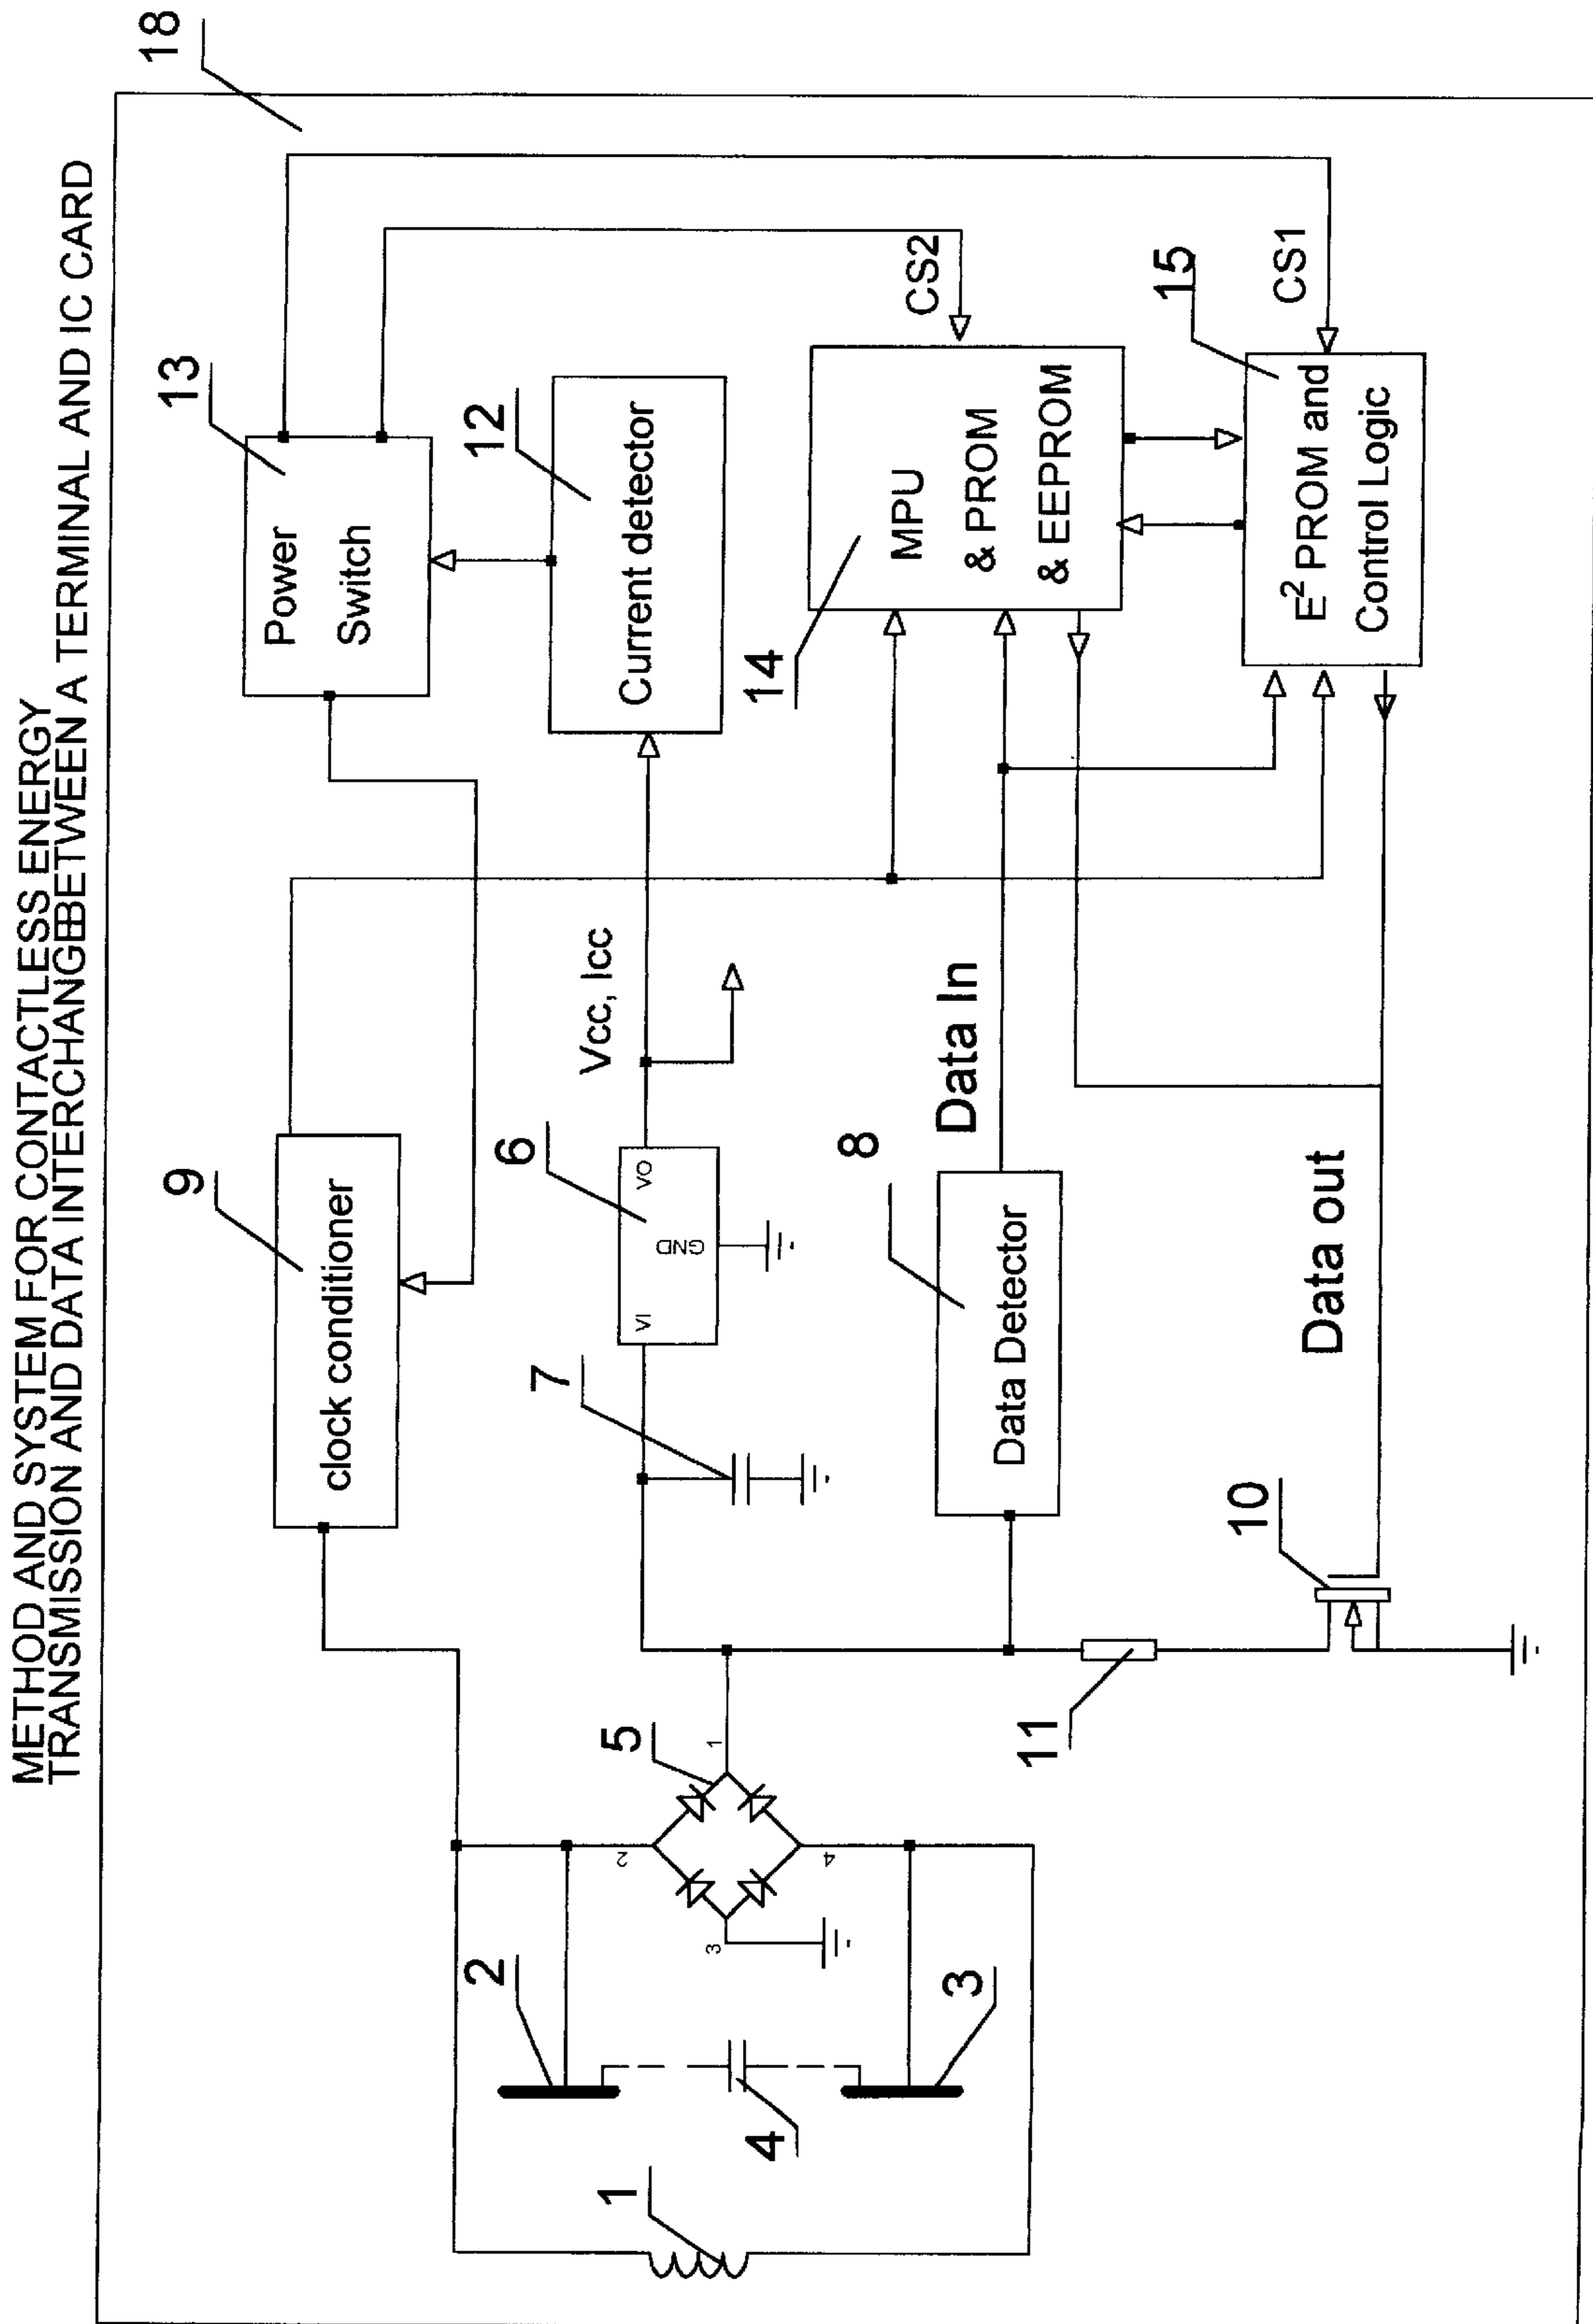 METHOD AND SYSTEM FOR CONTACTLESS ENERGY
TRANSMISSION AND DATA INTERCHANGBETWEEN A TERMINAL AND IC CARD
18
9
clock conditioner
13
Power
Switch
12
Current detector
6
VI
VO
GND
Vcc, Icc
7
5
1
2
3
4
2
4
1
3
8
Data Detector
Data In
14
MPU
& PROM
& EEPROM
CS2
15
E² PROM and
Control Logic
CS1
11
10
Data out